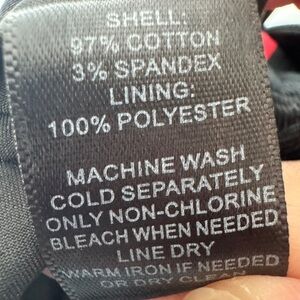 SHELL:
97% COTTON
3% SPANDEX
LINING:
100% POLYESTER
MACHINE WASH
COLD SEPARATELY
ONLY NON-CHLORINE
BLEACH WHEN NEEDED
LINE DRY
WARM IRON IF NEEDED
OR DRY CLEAN